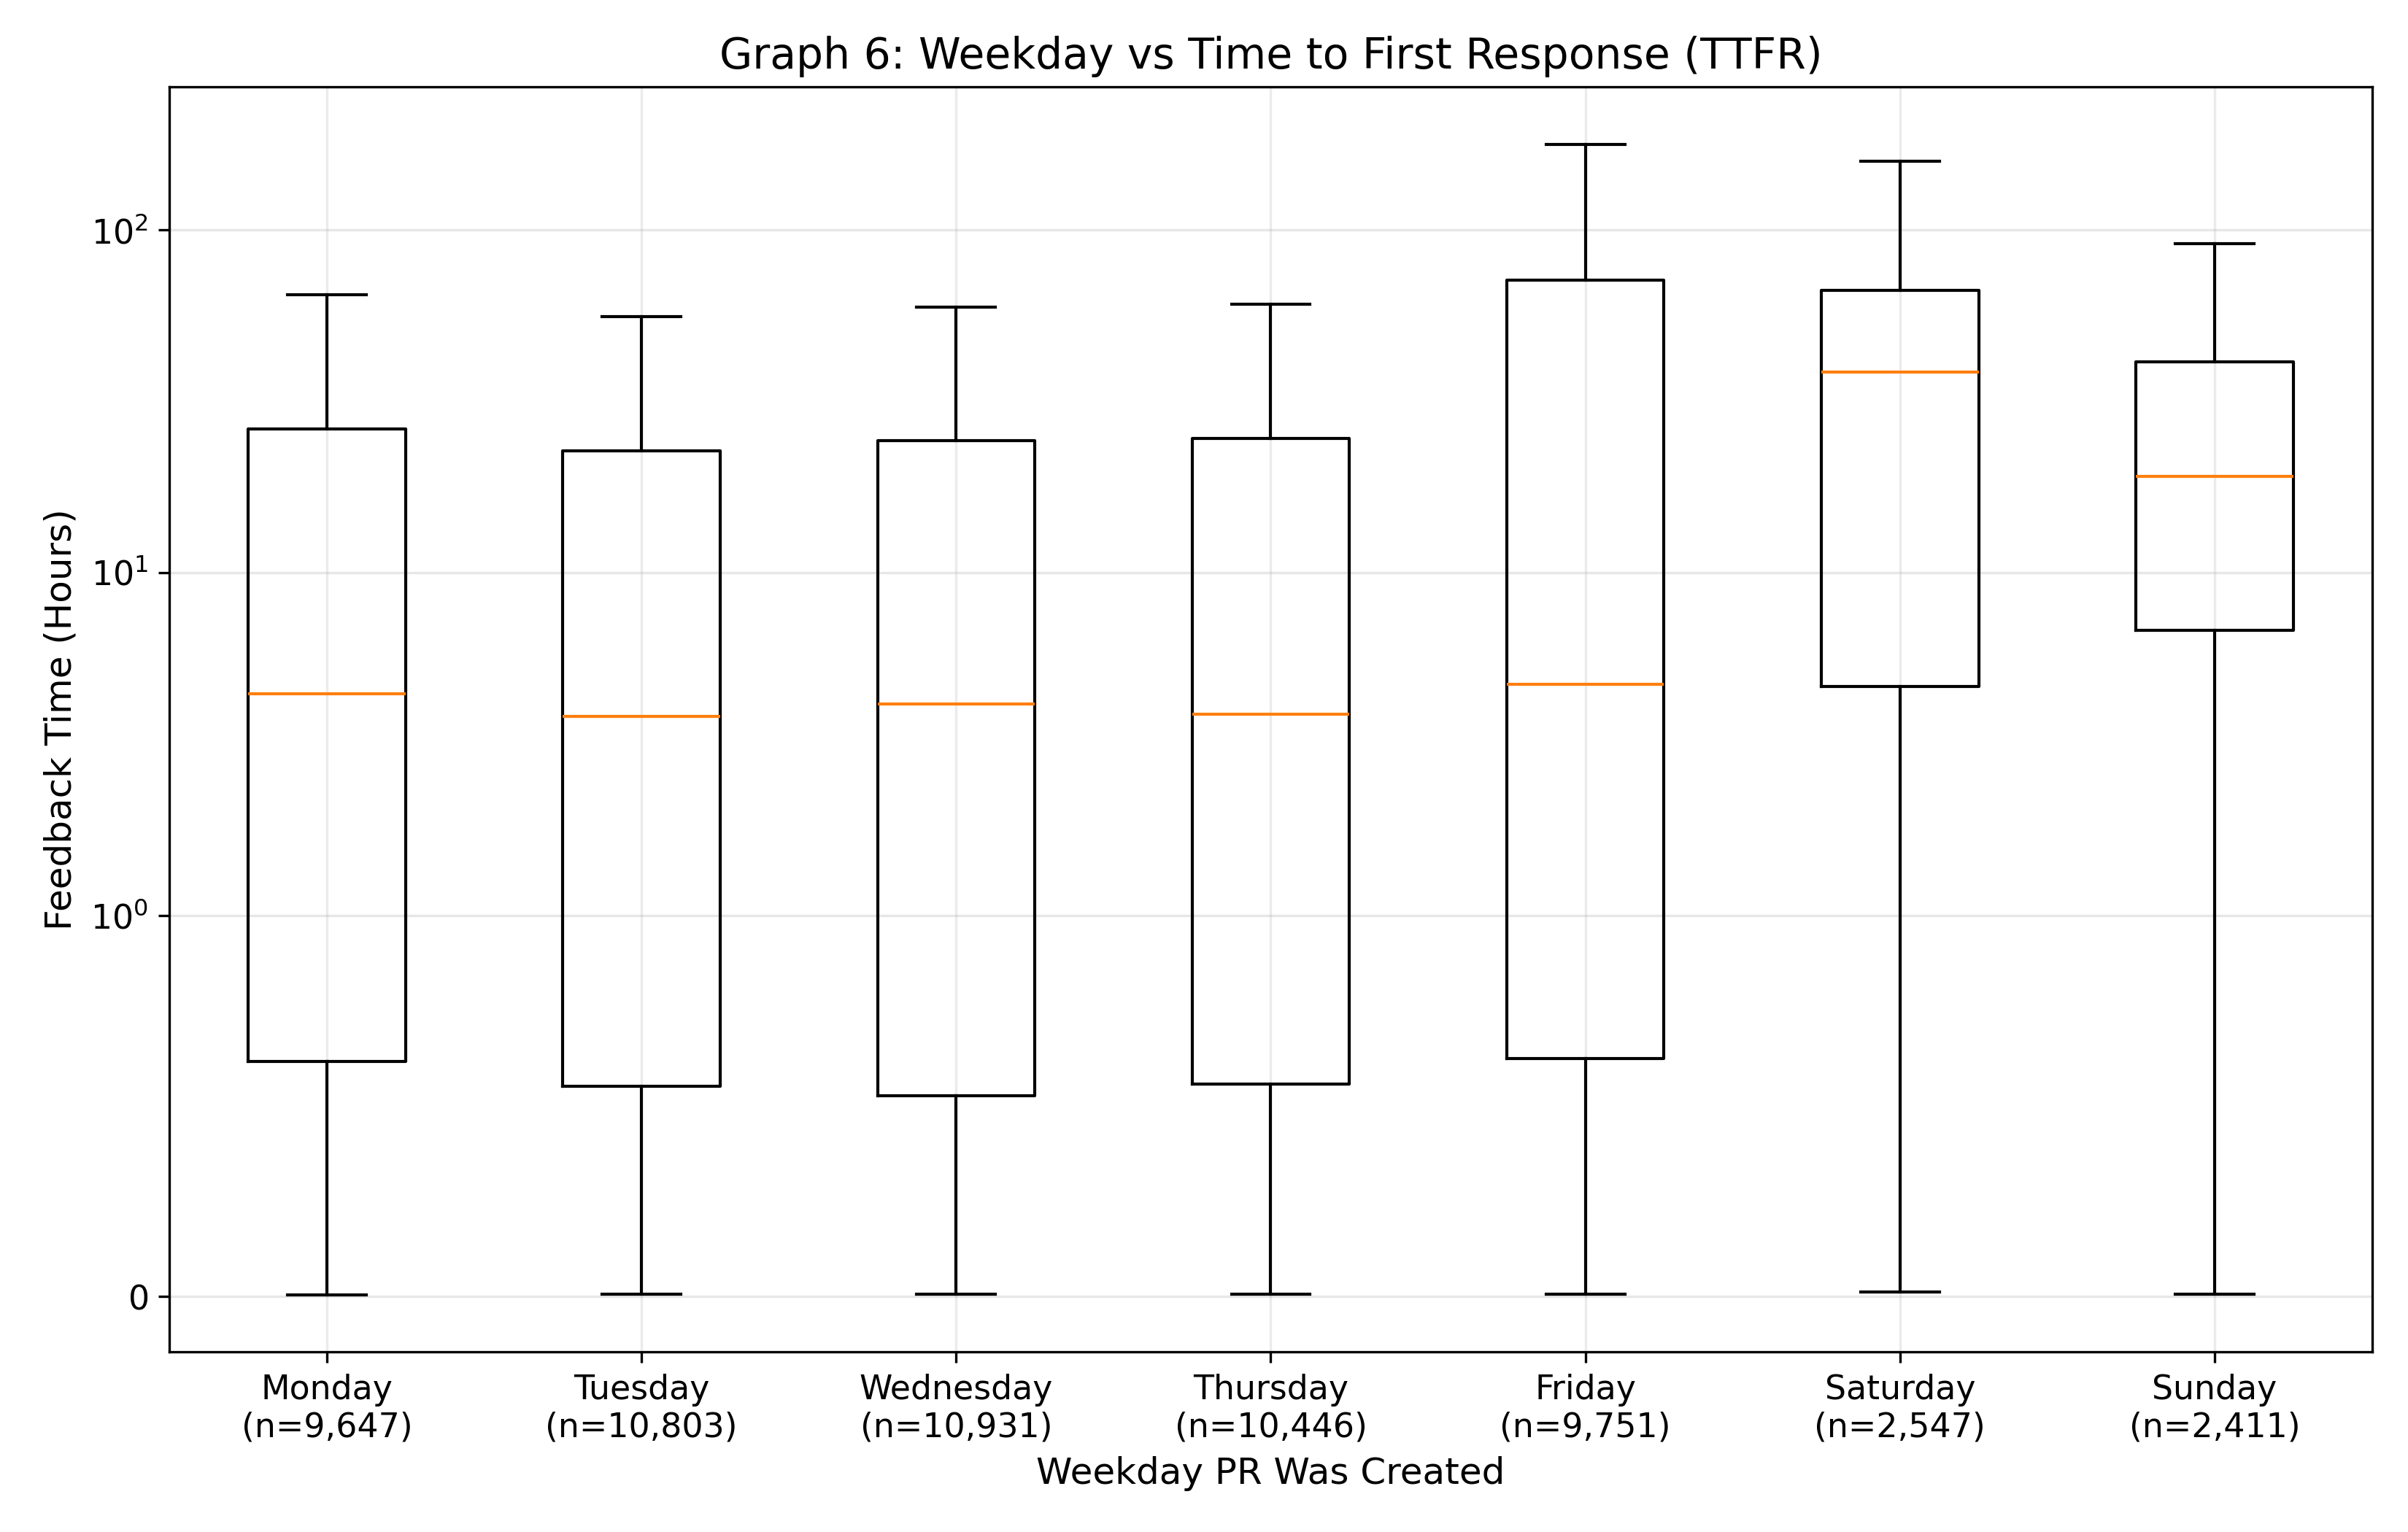 Graph 6: Weekday vs Time to First Response (TTFR)
Feedback Time (Hours)
10²
10¹
10⁰
0
Monday
(n=9,647)
Tuesday
(n=10,803)
Wednesday
(n=10,931)
Thursday
(n=10,446)
Friday
(n=9,751)
Saturday
(n=2,547)
Sunday
(n=2,411)
Weekday PR Was Created